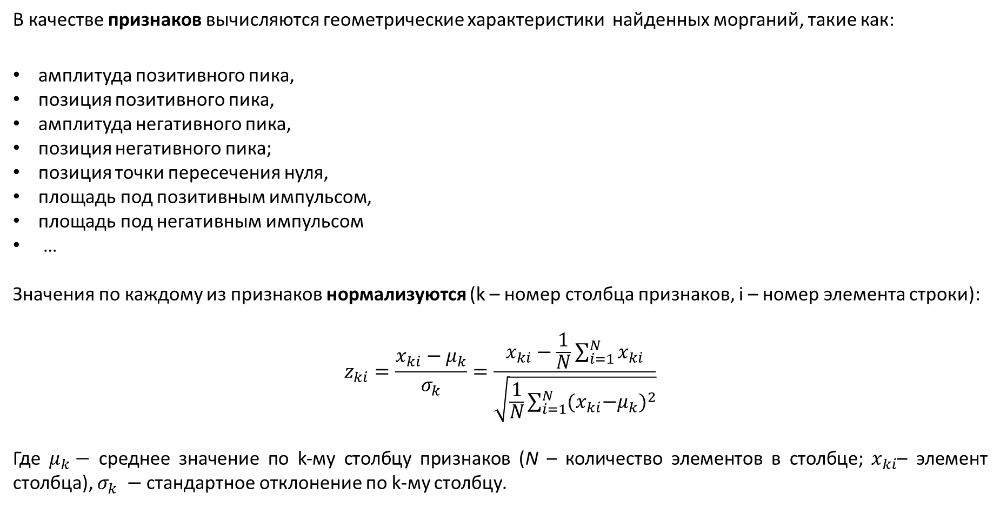 В качестве признаков вычисляются геометрические характеристики найденных морганий, такие как:
• амплитуда позитивного пика,
• позиция позитивного пика,
• амплитуда негативного пика,
• позиция негативного пика;
• позиция точки пересечения нуля,
• площадь под позитивным импульсом,
• площадь под негативным импульсом
• ...
Значения по каждому из признаков нормализуются (k – номер столбца признаков, i – номер элемента строки):
$z_{ki} = \frac{x_{ki} - \mu_k}{\sigma_k} = \frac{x_{ki} - \frac{1}{N}\sum_{i=1}^{N} x_{ki}}{\sqrt{\frac{1}{N}\sum_{i=1}^{N}(x_{ki} - \mu_k)^2}}$
Где $\mu_k$ – среднее значение по k-му столбцу признаков (N – количество элементов в столбце; $x_{ki}$– элемент
столбца), $\sigma_k$ – стандартное отклонение по k-му столбцу.